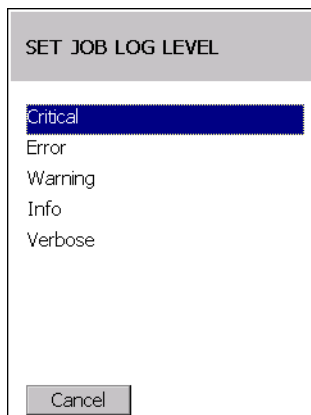 SET JOB LOG LEVEL
Critical
Error
Warning
Info
Verbose
Cancel